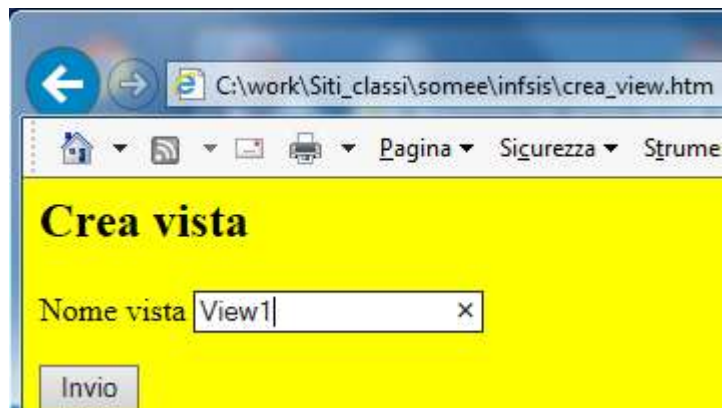 C:\work\Siti_classi\somee\infsis\crea_view.htm
Pagina Sicurezza Strume
Crea vista
Nome vista View1
Invio